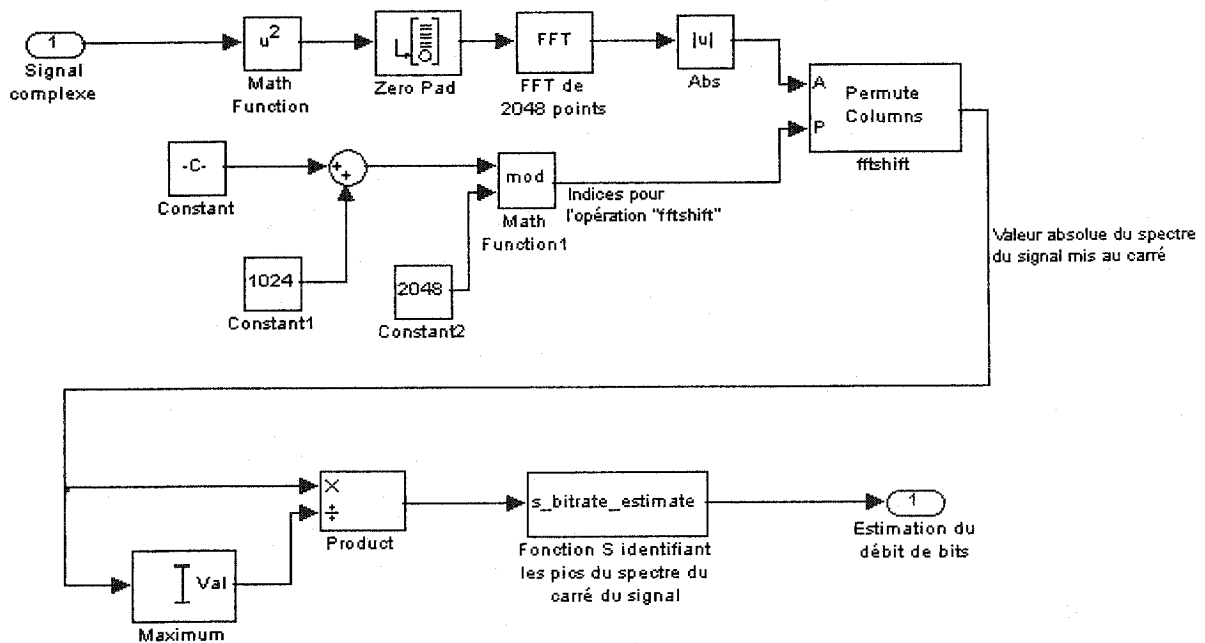 1
Signal
complexe
u2
Math
Function
Zero Pad
FFT
FFT de
2048 points
|u|
Abs
A
P
Permute
Columns
fftshift
-C-
Constant
+
+
1024
Constant1
mod
Math
Function1
2048
Constant2
Indices pour
l'opération "fftshift"
Valeur absolue du spectre
du signal mis au carré
Val
Maximum
×
÷
Product
s_bitrate_estimate
Fonction S identifiant
les pics du spectre du
carré du signal
1
Estimation du
débit de bits